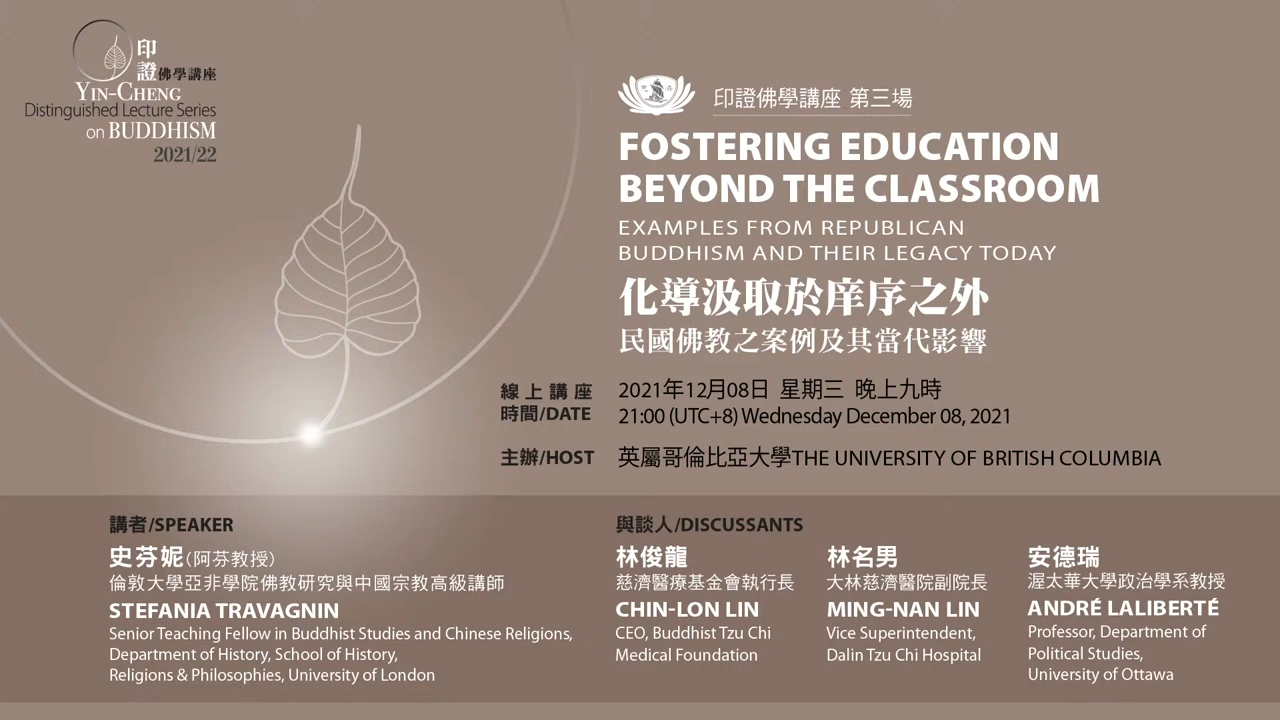 印
證佛學講座
YIN-CHENG
Distinguished Lecture Series
on BUDDHISM
2021/22
印證佛學講座 第三場
FOSTERING EDUCATION
BEYOND THE CLASSROOM
EXAMPLES FROM REPUBLICAN
BUDDHISM AND THEIR LEGACY TODAY
化導汲取於庠序之外
民國佛教之案例及其當代影響
線上講座 2021年12月08日 星期三 晚上九時
時間/DATE 21:00 (UTC+8) Wednesday December 08, 2021
主辦/HOST 英屬哥倫比亞大學THE UNIVERSITY OF BRITISH COLUMBIA
講者/SPEAKER
史芬妮(阿芬教授)
倫敦大學亞非學院佛教研究與中國宗教高級講師
STEFANIA TRAVAGNIN
Senior Teaching Fellow in Buddhist Studies and Chinese Religions,
Department of History, School of History,
Religions & Philosophies, University of London
與談人/DISCUSSANTS
林俊龍
慈濟醫療基金會執行長
CHIN-LON LIN
CEO, Buddhist Tzu Chi
Medical Foundation
林名男
大林慈濟醫院副院長
MING-NAN LIN
Vice Superintendent,
Dalin Tzu Chi Hospital
安德瑞
渥太華大學政治學系教授
ANDRÉ LALIBERTÉ
Professor, Department of
Political Studies,
University of Ottawa